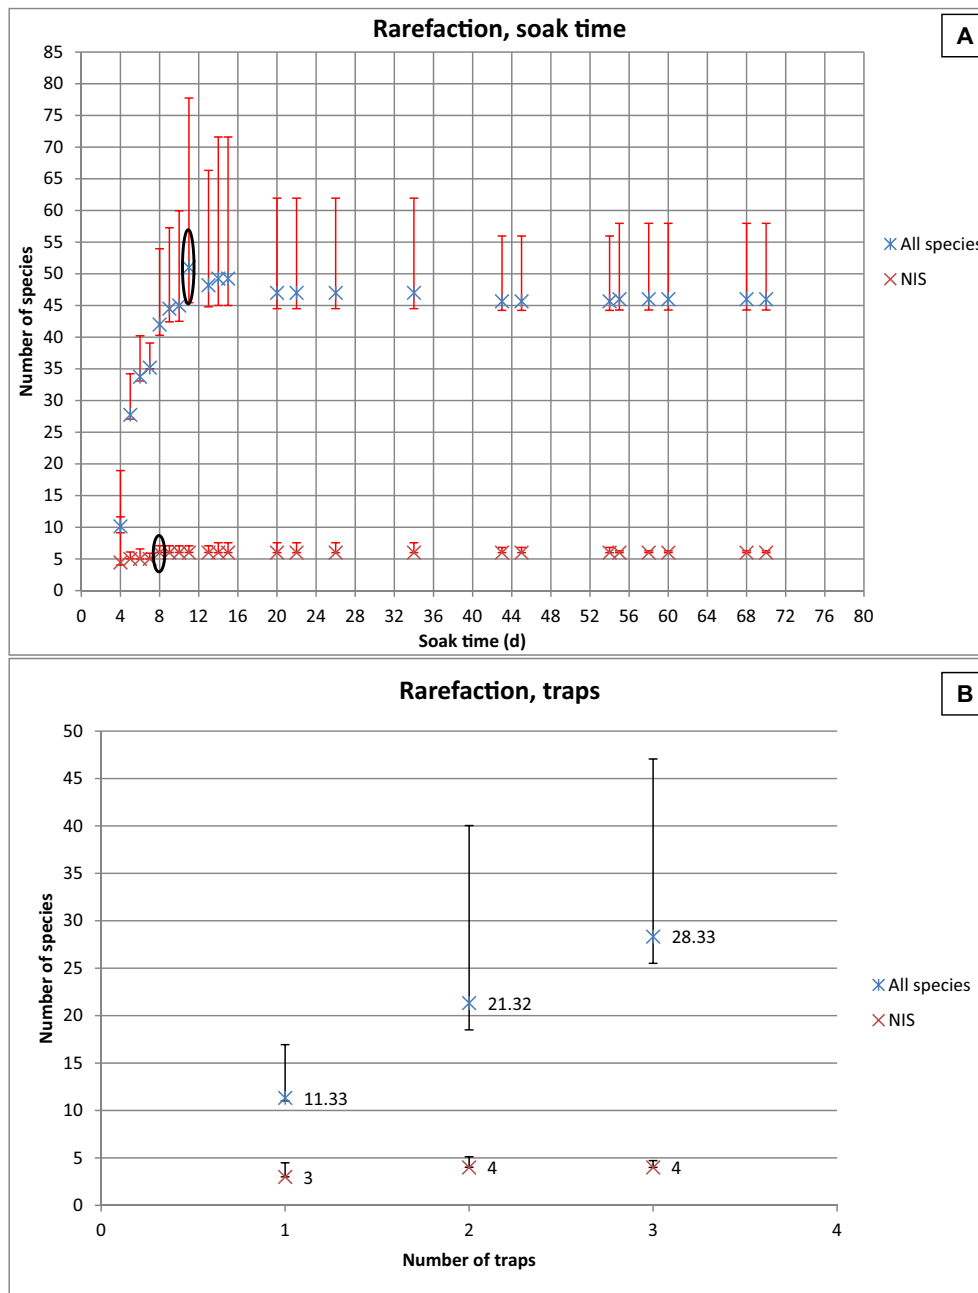 Rarefaction, soak time
A
85
80
75
70
65
60
55
50
45
40
35
30
25
20
15
10
5
0
Number of species
All species
NIS
0 4 8 12 16 20 24 28 32 36 40 44 48 52 56 60 64 68 72 76 80
Soak time (d)
Rarefaction, traps
B
50
45
40
35
30
25
20
15
10
5
0
Number of species
28.33
21.32
11.33
3
4
4
All species
NIS
0 1 2 3 4
Number of traps